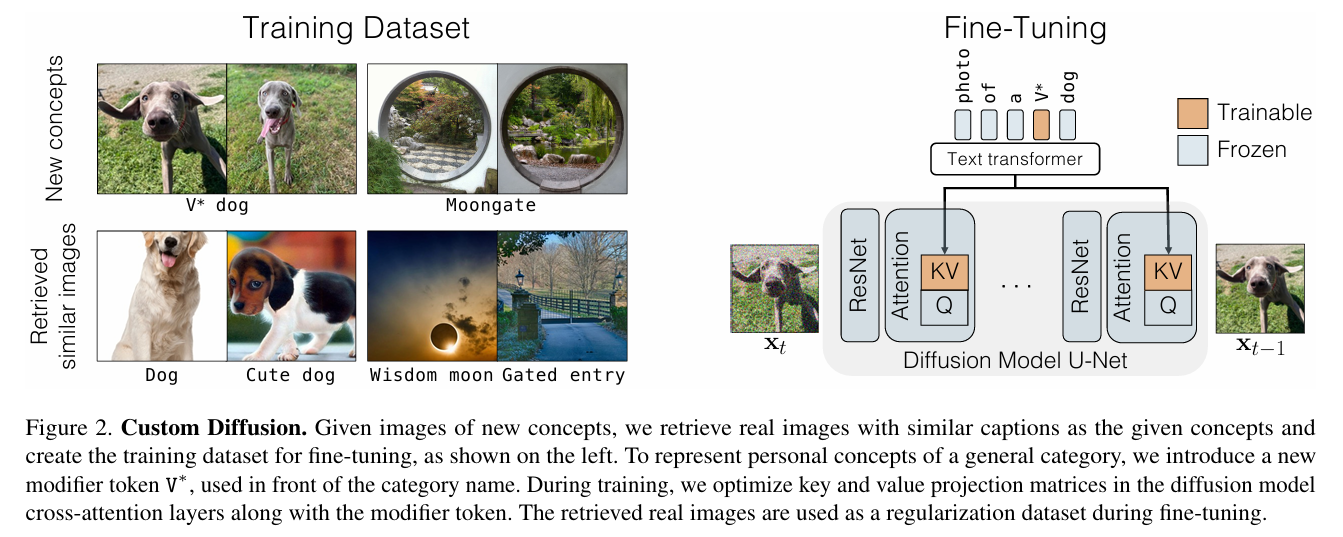 Training Dataset
New concepts
V* dog
Moongate
Retrieved
similar images
Dog
Cute dog
Wisdom moon
Gated entry
Fine-Tuning
photo
of
a
V*
dog
Text transformer
Trainable
Frozen
ResNet
Attention
KV
Q
. . .
ResNet
Attention
KV
Q
Diffusion Model U-Net
x_t
x_{t−1}
Figure 2. Custom Diffusion. Given images of new concepts, we retrieve real images with similar captions as the given concepts and
create the training dataset for fine-tuning, as shown on the left. To represent personal concepts of a general category, we introduce a new
modifier token V*, used in front of the category name. During training, we optimize key and value projection matrices in the diffusion model
cross-attention layers along with the modifier token. The retrieved real images are used as a regularization dataset during fine-tuning.